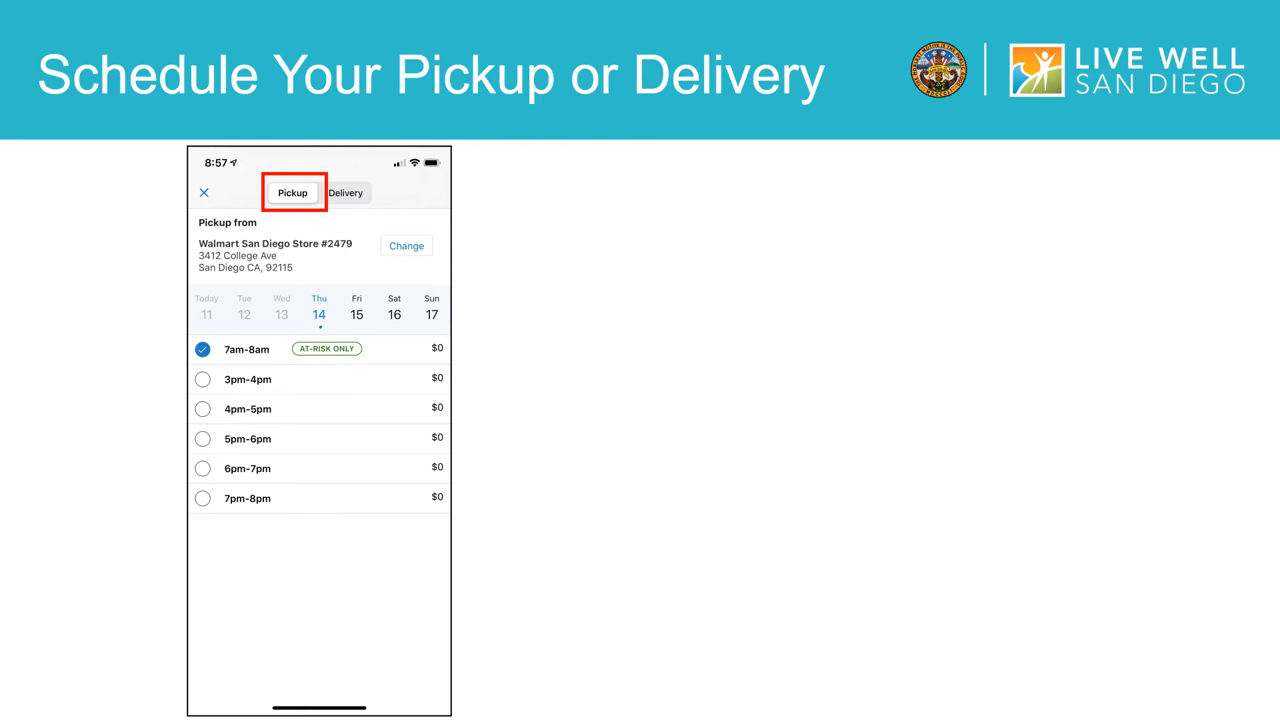 Schedule Your Pickup or Delivery
LIVE WELL
SAN DIEGO
8:57
Pickup Delivery
Pickup from
Walmart San Diego Store #2479
3412 College Ave
San Diego CA, 92115
Change
Today Tue Wed Thu Fri Sat Sun
11 12 13 14 15 16 17
7am-8am AT-RISK ONLY $0
3pm-4pm $0
4pm-5pm $0
5pm-6pm $0
6pm-7pm $0
7pm-8pm $0